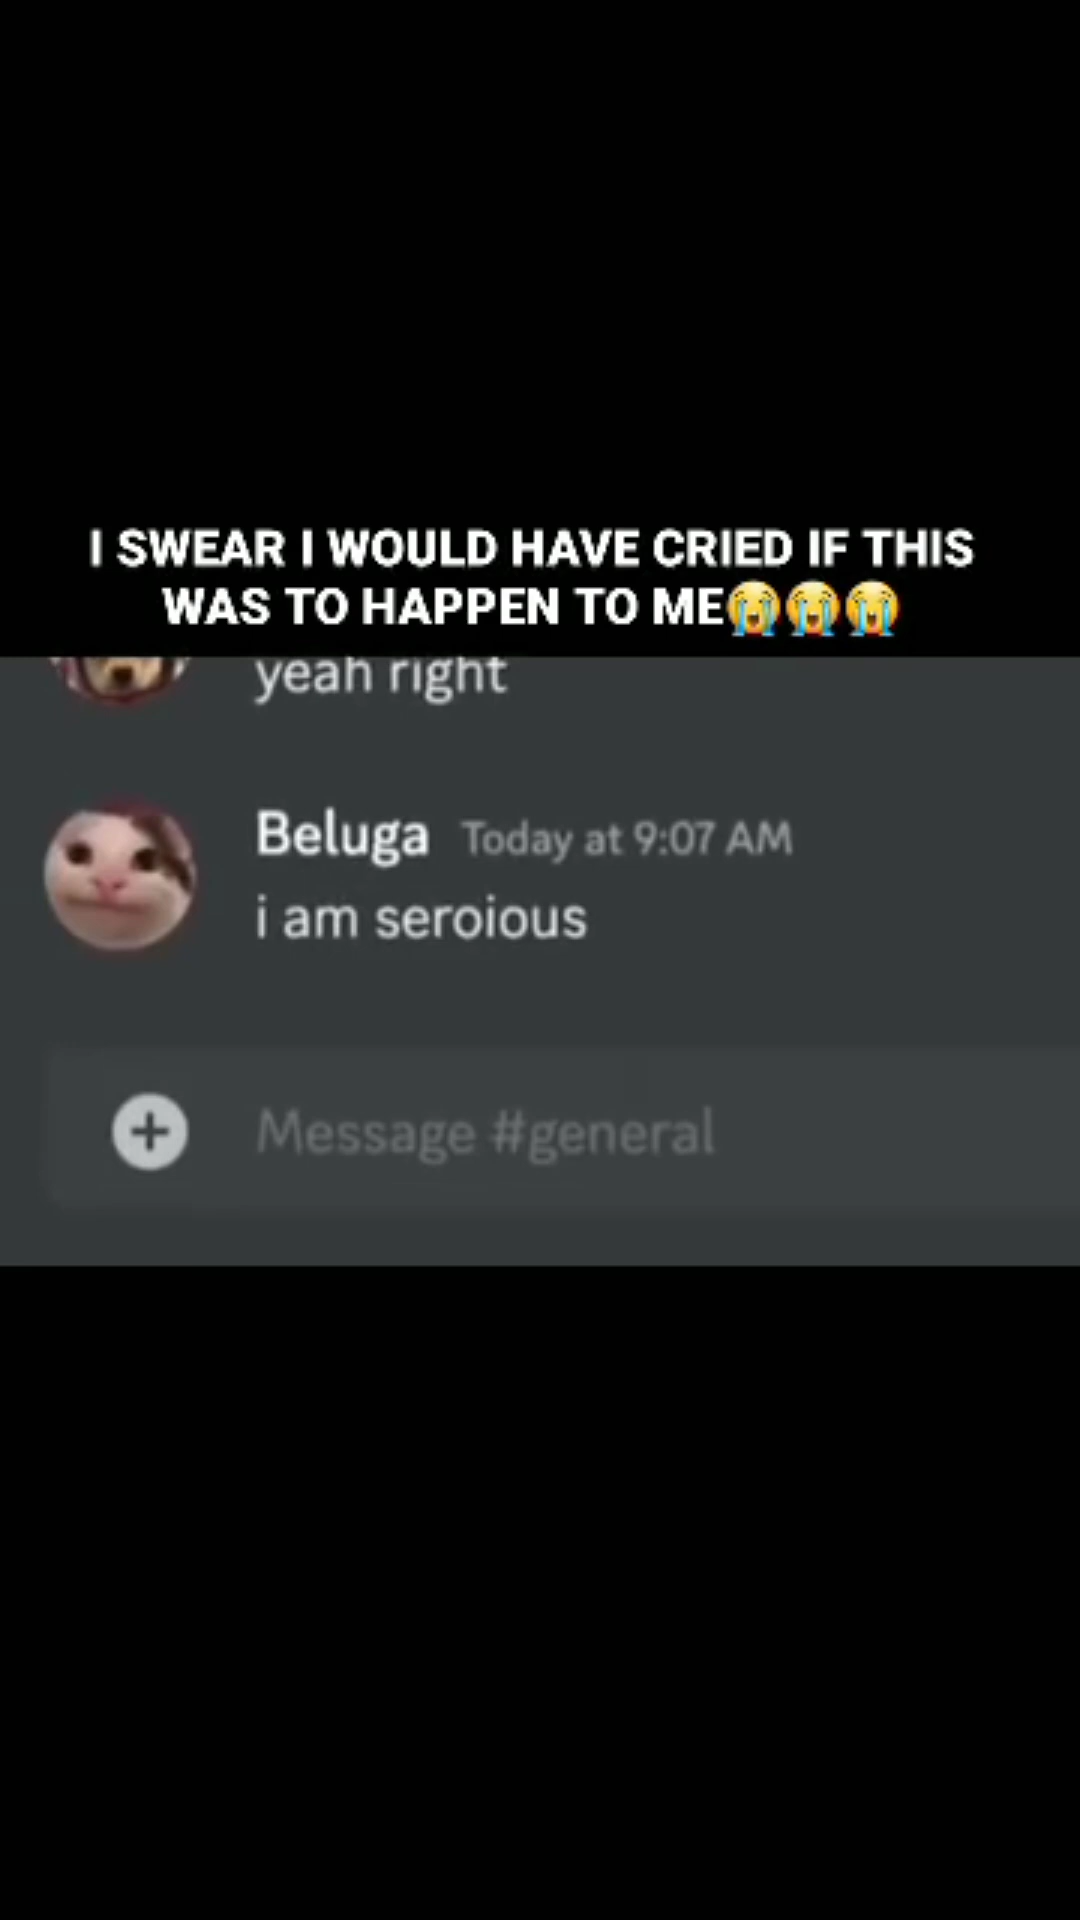 I SWEAR I WOULD HAVE CRIED IF THIS
WAS TO HAPPEN TO ME😭😭😭
yeah right
Beluga Today at 9:07 AM
i am seroious
Message #general